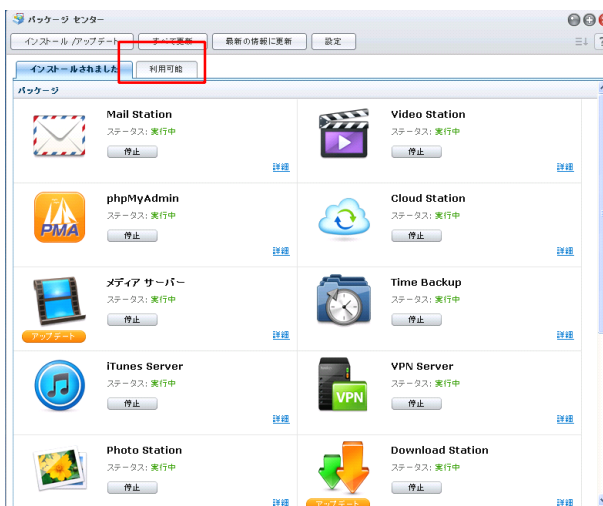 パッケージ センター
インストール /アップデート すべて更新 最新の情報に更新 設定
インストールされました 利用可能
パッケージ
Mail Station
ステータス: 実行中
停止
詳細
Video Station
ステータス: 実行中
停止
詳細
phpMyAdmin
ステータス: 実行中
停止
詳細
PMA
Cloud Station
ステータス: 実行中
停止
詳細
メディア サーバー
ステータス: 実行中
停止
アップデート
詳細
Time Backup
ステータス: 実行中
停止
詳細
iTunes Server
ステータス: 実行中
停止
詳細
VPN Server
ステータス: 実行中
停止
VPN
詳細
Photo Station
ステータス: 実行中
停止
詳細
Download Station
ステータス: 実行中
停止
アップデート
詳細